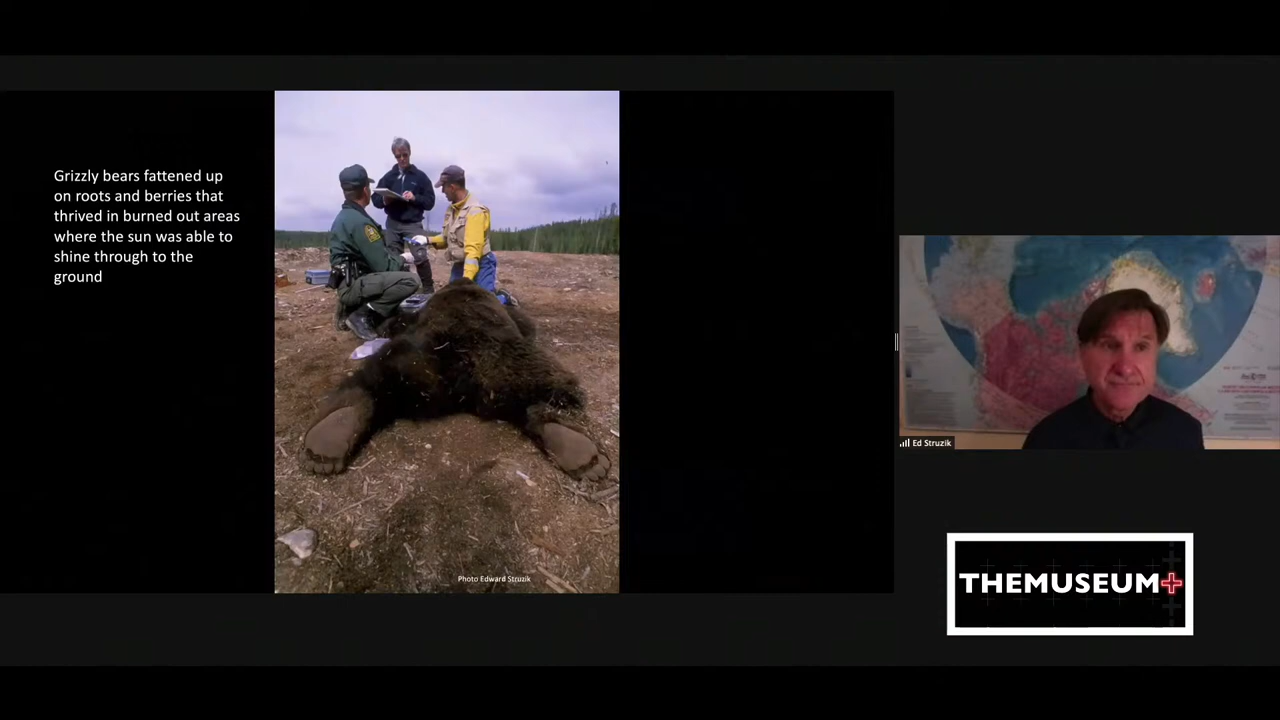 Grizzly bears fattened up
on roots and berries that
thrived in burned out areas
where the sun was able to
shine through to the
ground
Photo Edward Struzik
Ed Struzik
THEMUSEUM+